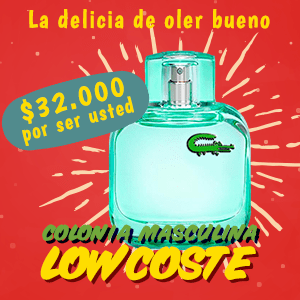 La delicia de oler bueno
$32.000
por ser usted
COLONIA MASCULINA
LOW COSTE